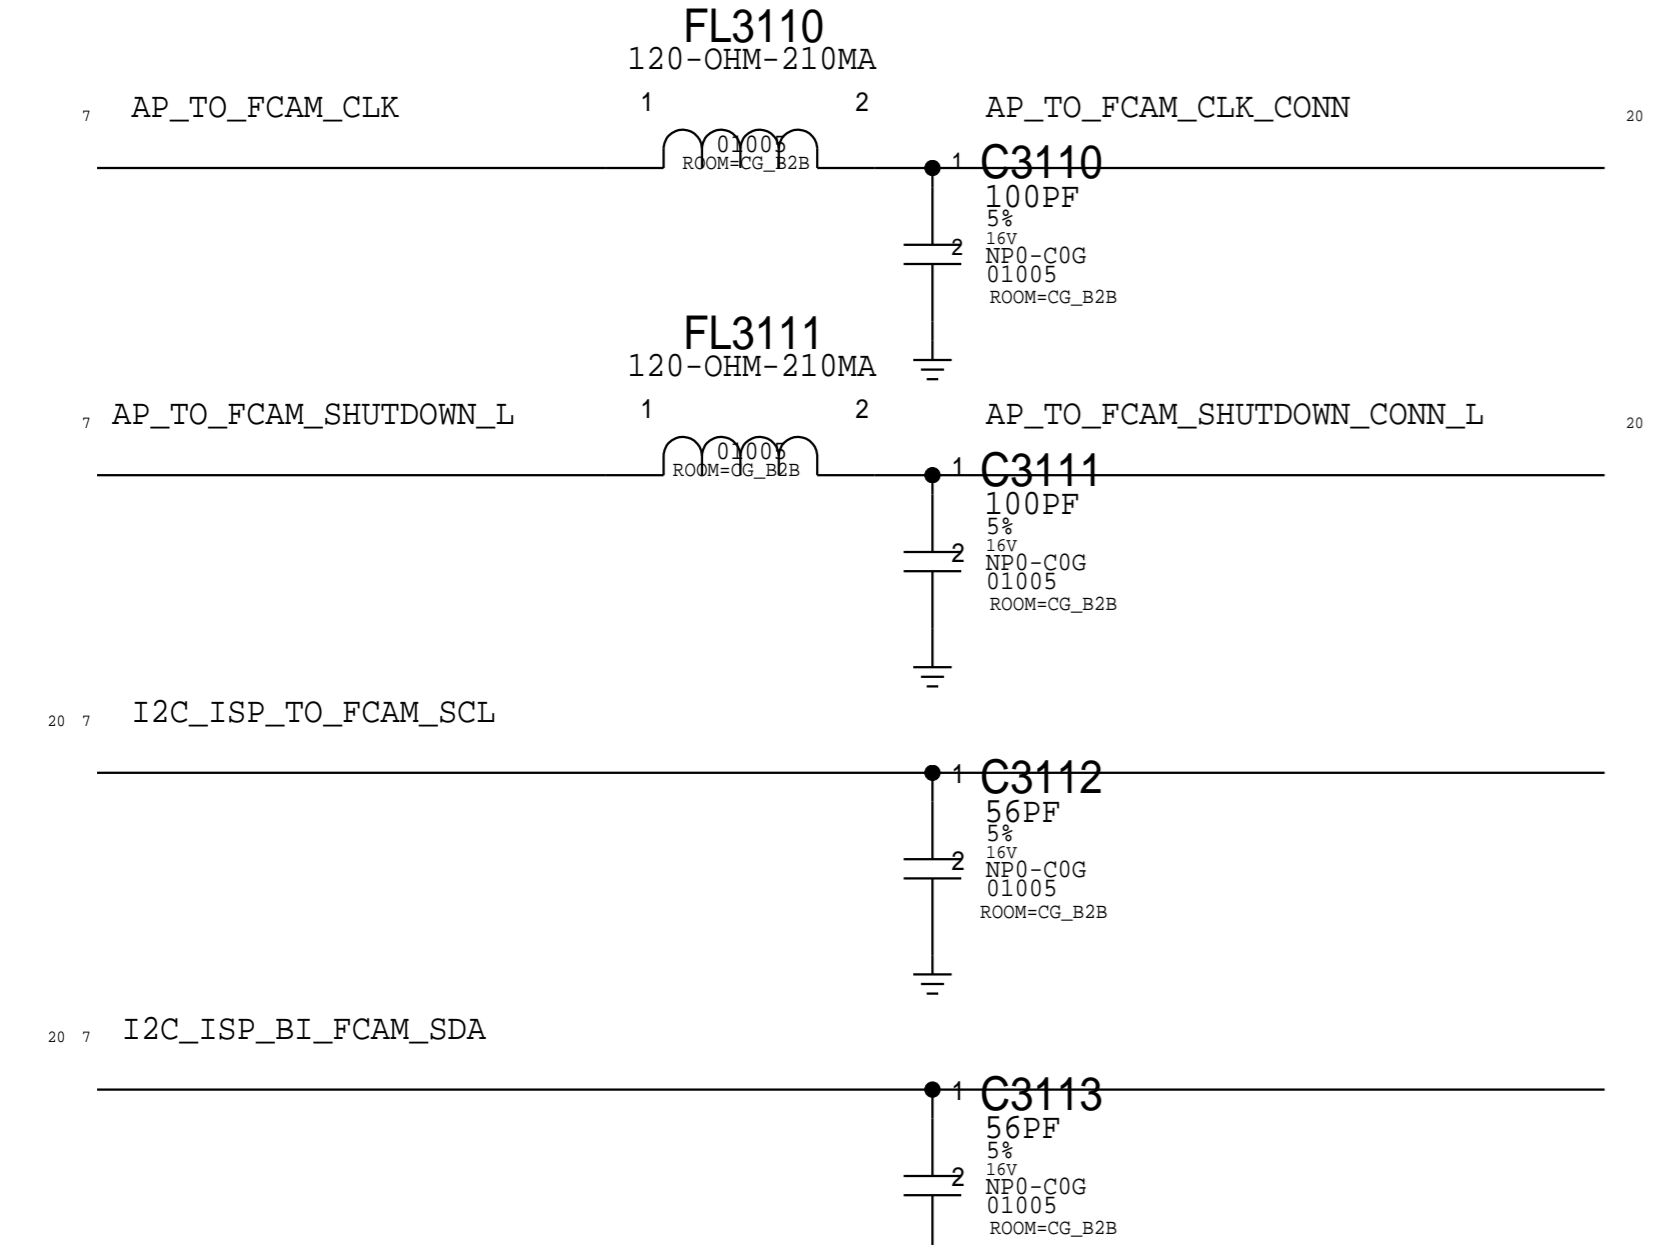 FL3110
120-OHM-210MA
7 AP_TO_FCAM_CLK 1 2 AP_TO_FCAM_CLK_CONN 20
01005
ROOM=CG_B2B
1 C3110
100PF
5%
16V
2 NP0-C0G
01005
ROOM=CG_B2B
FL3111
120-OHM-210MA
7 AP_TO_FCAM_SHUTDOWN_L 1 2 AP_TO_FCAM_SHUTDOWN_CONN_L 20
01005
ROOM=CG_B2B
1 C3111
100PF
5%
16V
2 NP0-C0G
01005
ROOM=CG_B2B
20 7 I2C_ISP_TO_FCAM_SCL
1 C3112
56PF
5%
16V
2 NP0-C0G
01005
ROOM=CG_B2B
20 7 I2C_ISP_BI_FCAM_SDA
1 C3113
56PF
5%
16V
2 NP0-C0G
01005
ROOM=CG_B2B